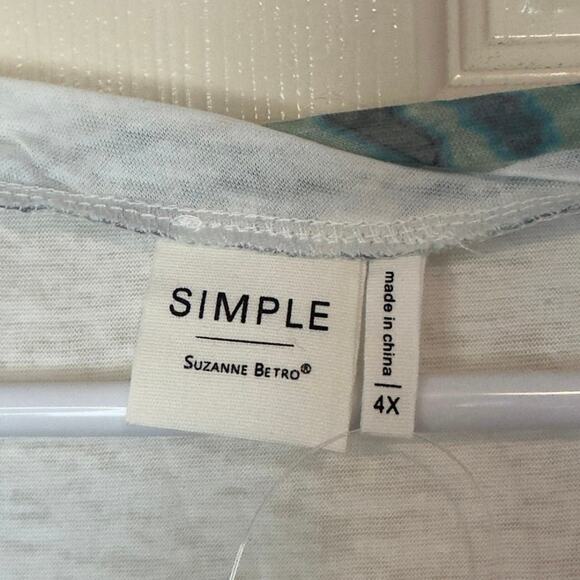 SIMPLE
SUZANNE BETRO®
made in china
4X